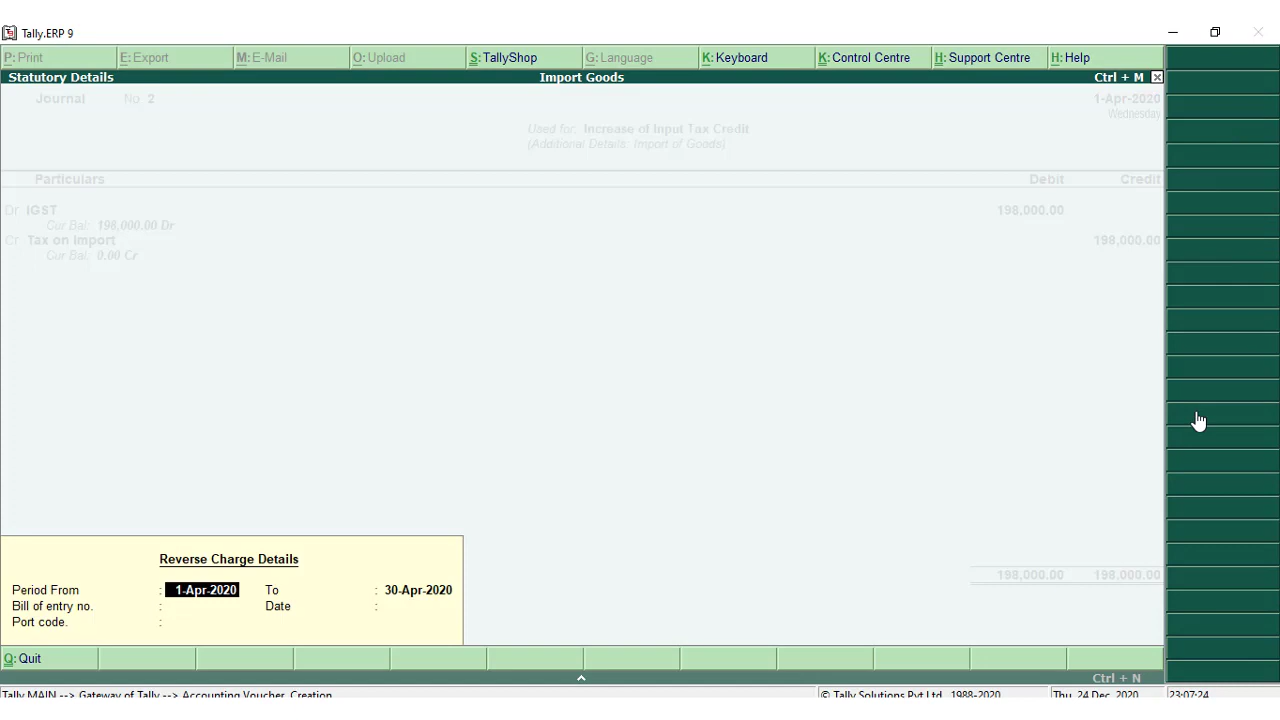 Tally.ERP 9
P: Print E: Export M: E-Mail O: Upload S: TallyShop G: Language K: Keyboard K: Control Centre H: Support Centre H: Help
Statutory Details Import Goods Ctrl + M
Journal No. 2 1-Apr-2020
Wednesday
Used for: Increase of Input Tax Credit
(Additional Details: Import of Goods)
Particulars Debit Credit
Dr IGST 198,000.00
Cur Bal: 198,000.00 Dr
Cr Tax on Import 198,000.00
Cur Bal: 0.00 Cr
198,000.00 198,000.00
Reverse Charge Details
Period From : 1-Apr-2020 To : 30-Apr-2020
Bill of entry no. : Date :
Port code. :
Q: Quit
Ctrl + N
Tally MAIN --> Gateway of Tally --> Accounting Voucher Creation © Tally Solutions Pvt Ltd., 1988-2020 Thu, 24 Dec, 2020 23:07:24